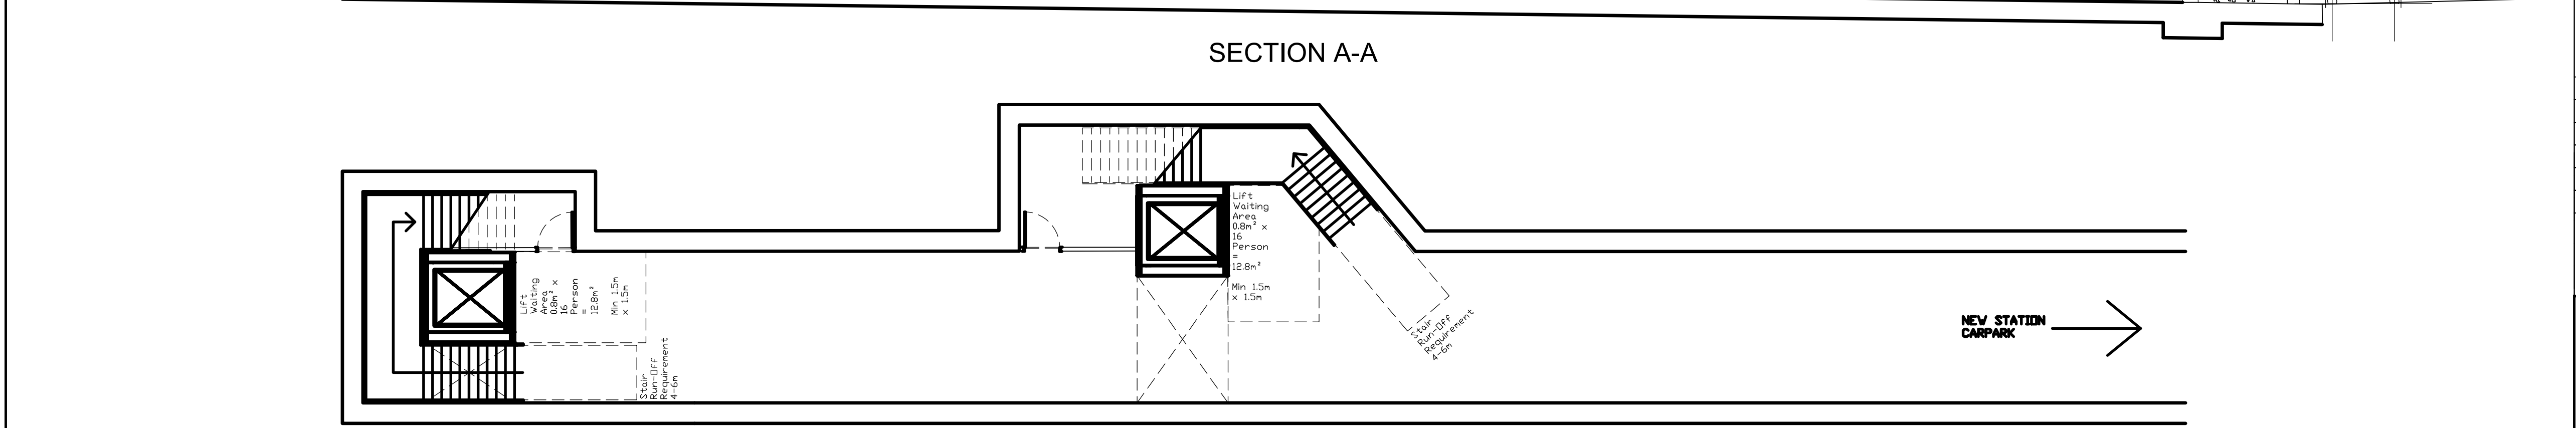 SECTION A-A
Lift
Waiting
Area
0.8m² x
16
Person
=
12.8m²
Min 1.5m
x 1.5m
Stair
Run-Off
Requirement
4-6m
Lift
Waiting
Area
0.8m² x
16
Person
=
12.8m²
Min 1.5m
x 1.5m
Stair
Run-Off
Requirement
4-6m
NEW STATION
CARPARK